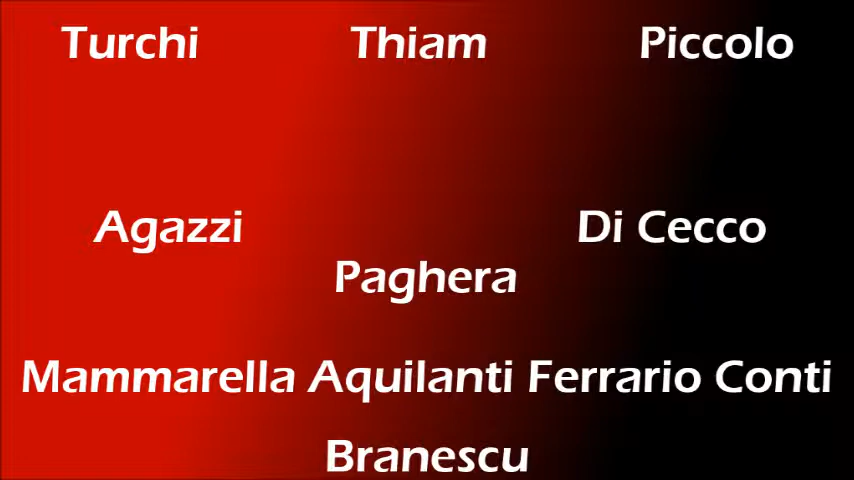 Turchi Thiam Piccolo
Agazzi Di Cecco
Paghera
Mammarella Aquilanti Ferrario Conti
Branescu